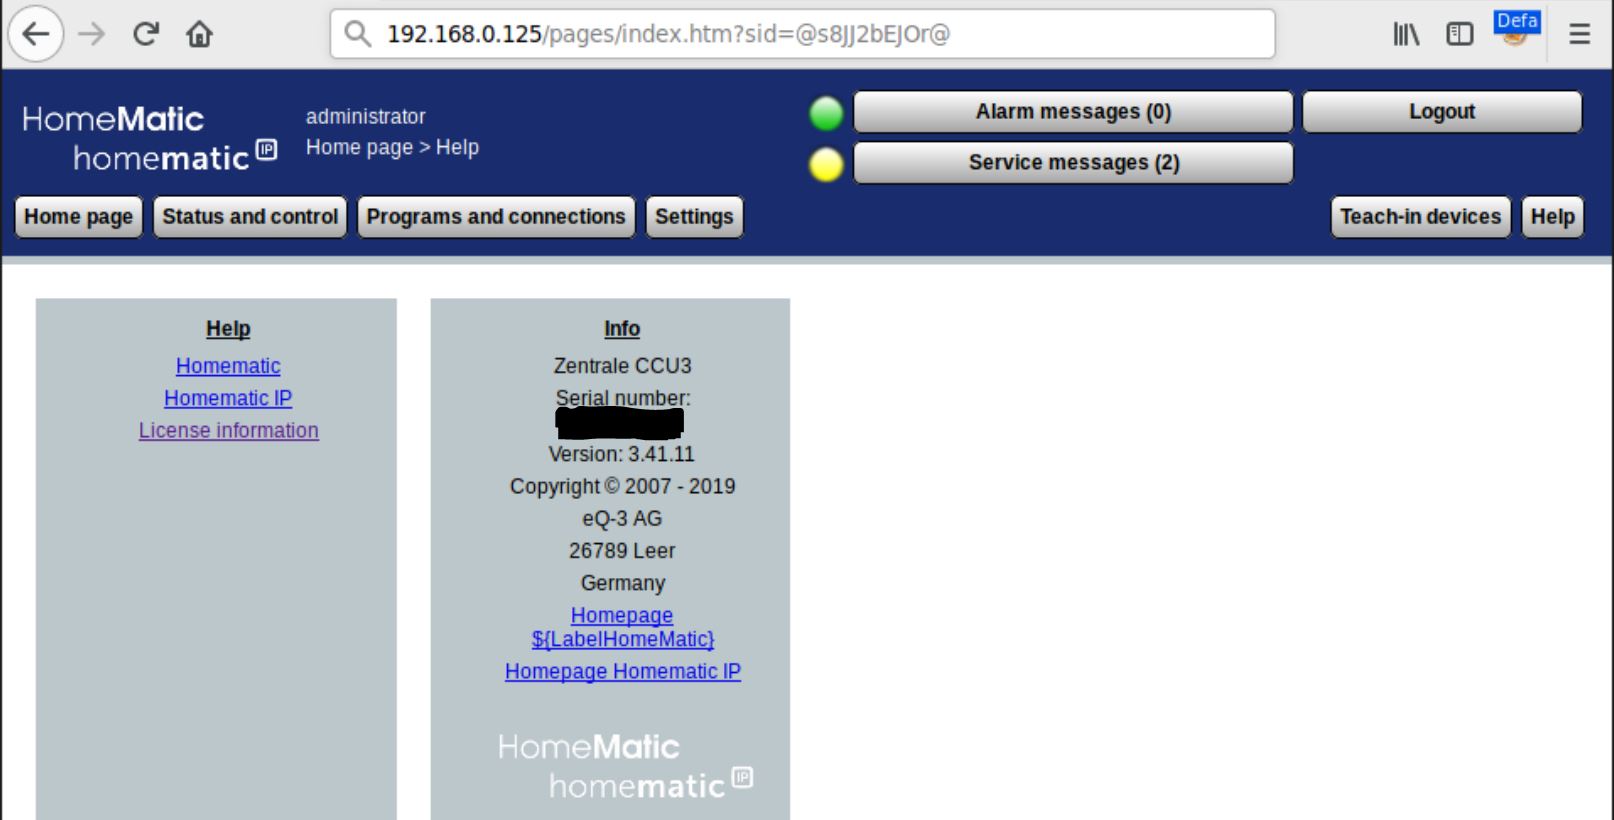 192.168.0.125/pages/index.htm?sid=@s8JJ2bEJOr@
Defa
HomeMatic
homematic IP
administrator
Home page > Help
Alarm messages (0)
Logout
Service messages (2)
Home page
Status and control
Programs and connections
Settings
Teach-in devices
Help
Help
Homematic
Homematic IP
License information
Info
Zentrale CCU3
Serial number:
Version: 3.41.11
Copyright © 2007 - 2019
eQ-3 AG
26789 Leer
Germany
Homepage
${LabelHomeMatic}
Homepage Homematic IP
HomeMatic
homematic IP